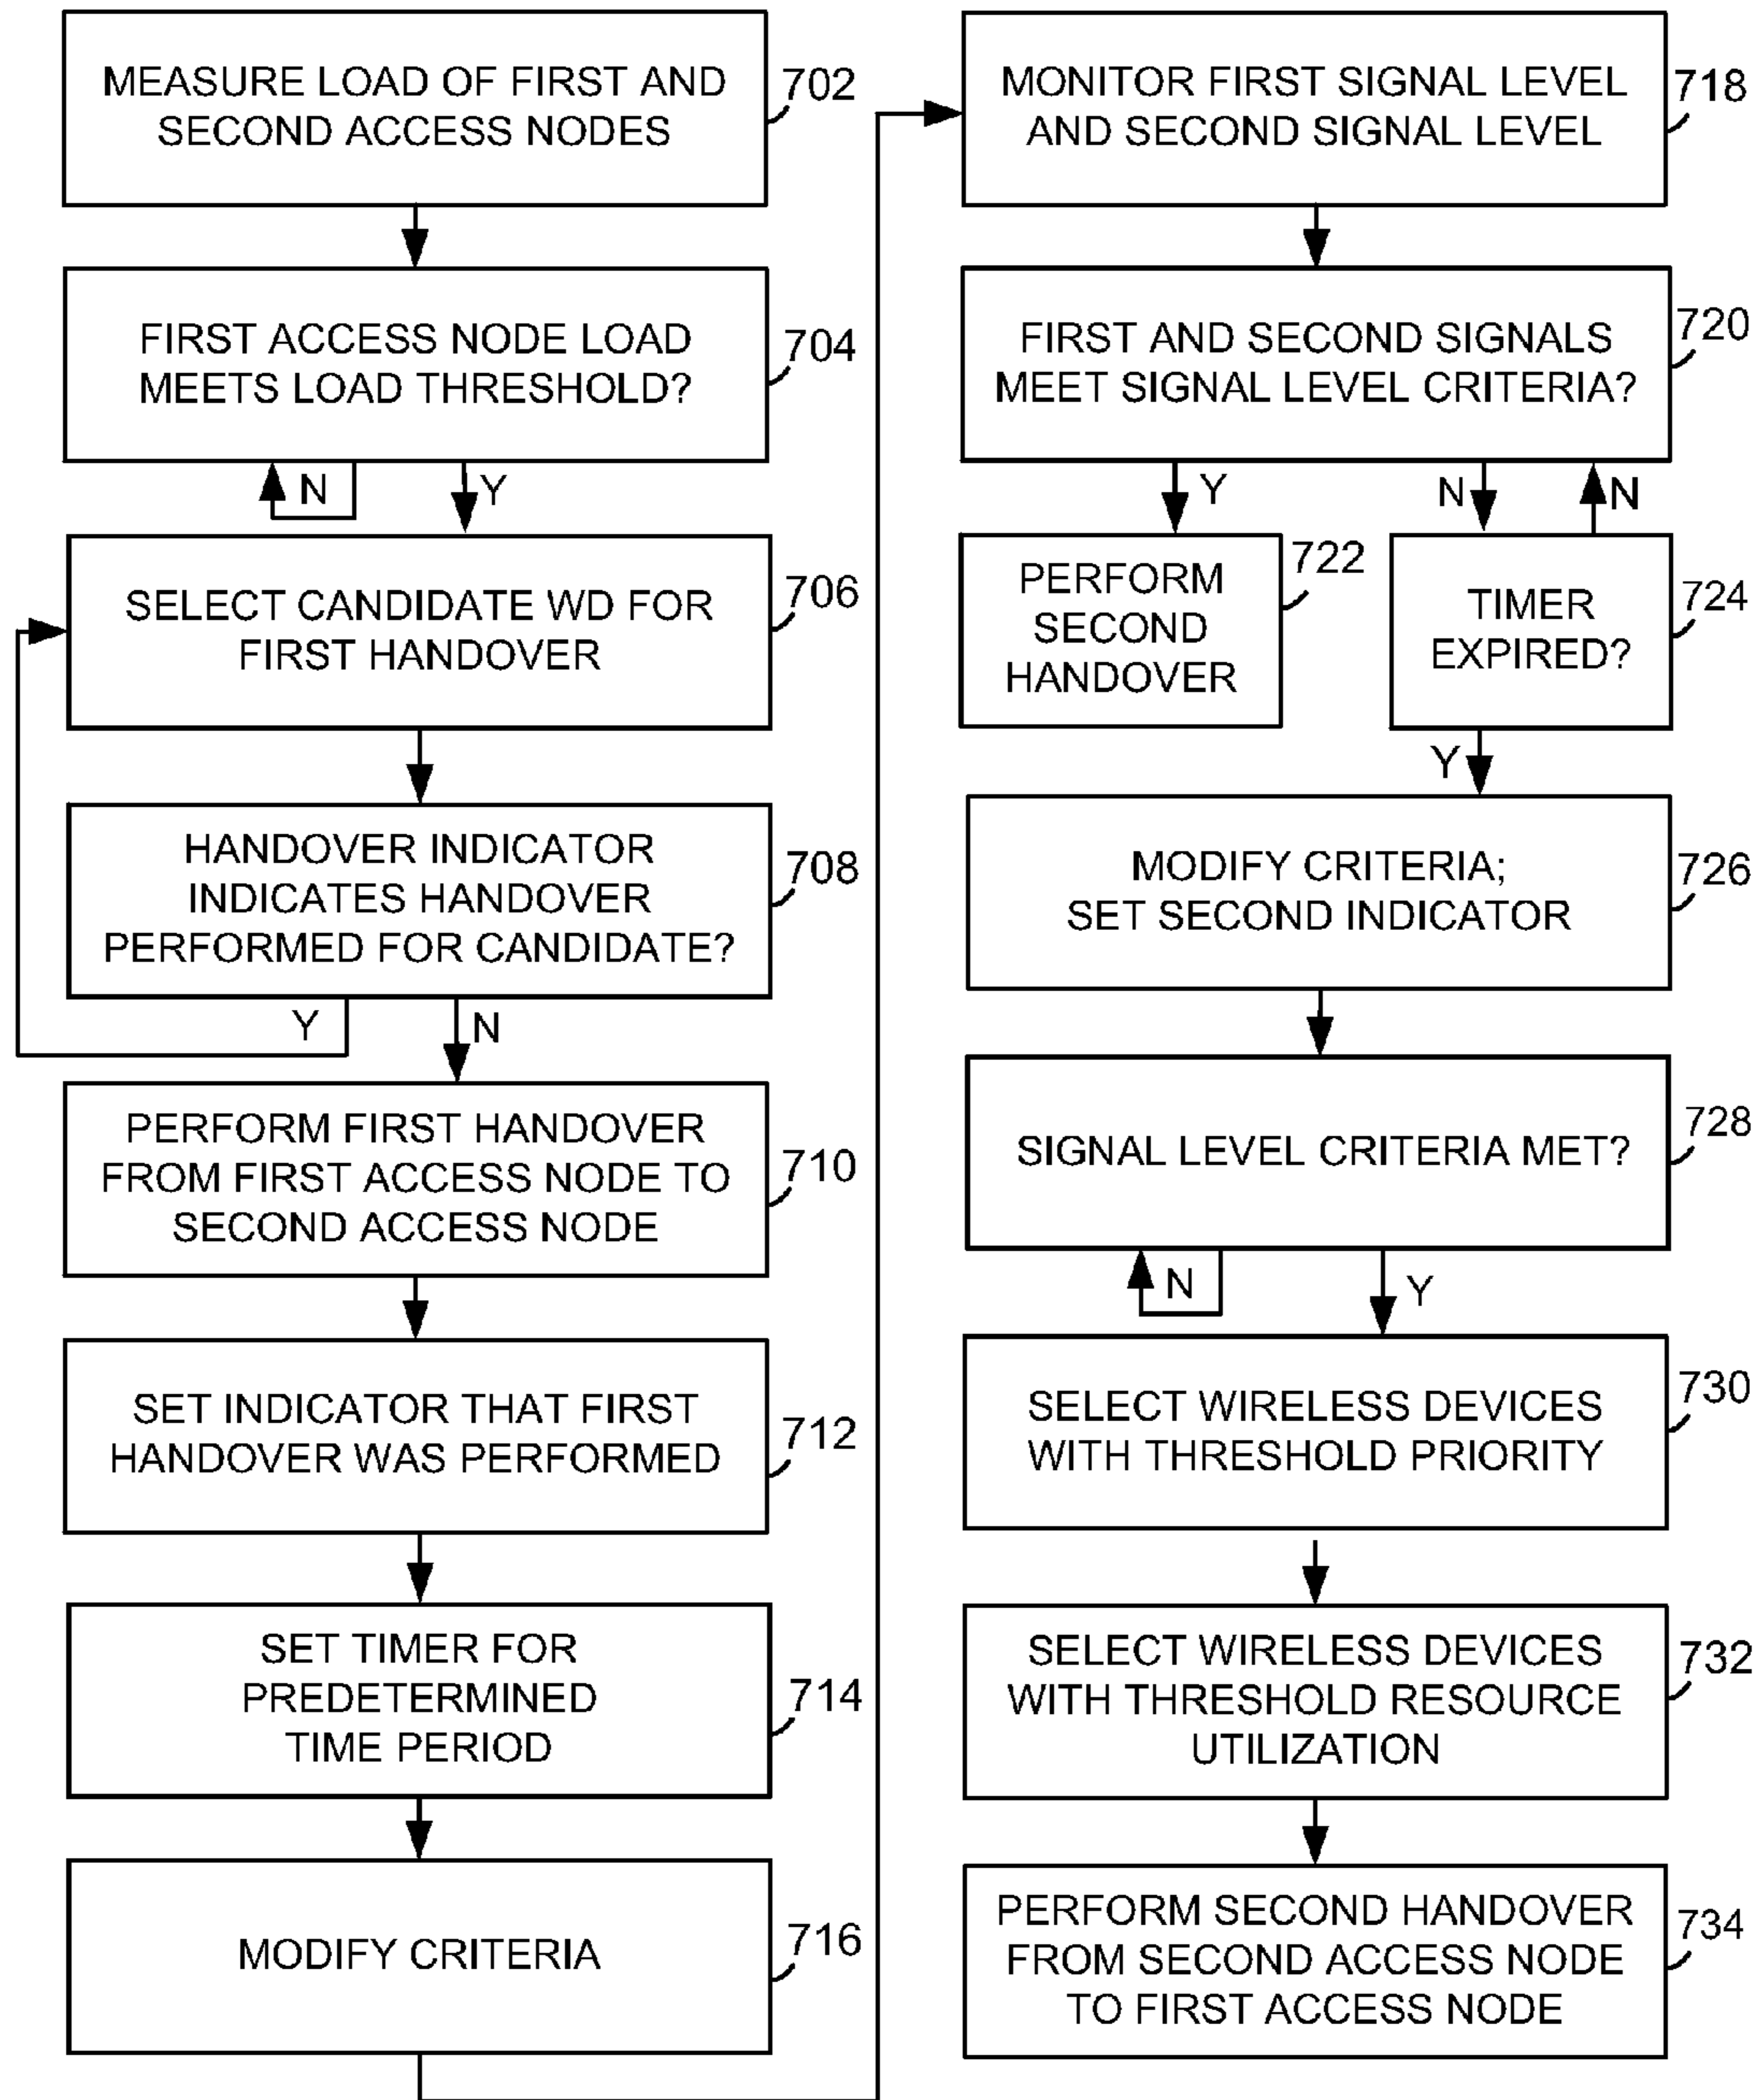 MEASURE LOAD OF FIRST AND
SECOND ACCESS NODES
702
FIRST ACCESS NODE LOAD
MEETS LOAD THRESHOLD?
704
N
Y
SELECT CANDIDATE WD FOR
FIRST HANDOVER
706
HANDOVER INDICATOR
INDICATES HANDOVER
PERFORMED FOR CANDIDATE?
708
Y
N
PERFORM FIRST HANDOVER
FROM FIRST ACCESS NODE TO
SECOND ACCESS NODE
710
SET INDICATOR THAT FIRST
HANDOVER WAS PERFORMED
712
SET TIMER FOR
PREDETERMINED
TIME PERIOD
714
MODIFY CRITERIA
716
MONITOR FIRST SIGNAL LEVEL
AND SECOND SIGNAL LEVEL
718
FIRST AND SECOND SIGNALS
MEET SIGNAL LEVEL CRITERIA?
720
Y
N
N
PERFORM
SECOND
HANDOVER
722
TIMER
EXPIRED?
724
Y
MODIFY CRITERIA;
SET SECOND INDICATOR
726
SIGNAL LEVEL CRITERIA MET?
728
N
Y
SELECT WIRELESS DEVICES
WITH THRESHOLD PRIORITY
730
SELECT WIRELESS DEVICES
WITH THRESHOLD RESOURCE
UTILIZATION
732
PERFORM SECOND HANDOVER
FROM SECOND ACCESS NODE
TO FIRST ACCESS NODE
734